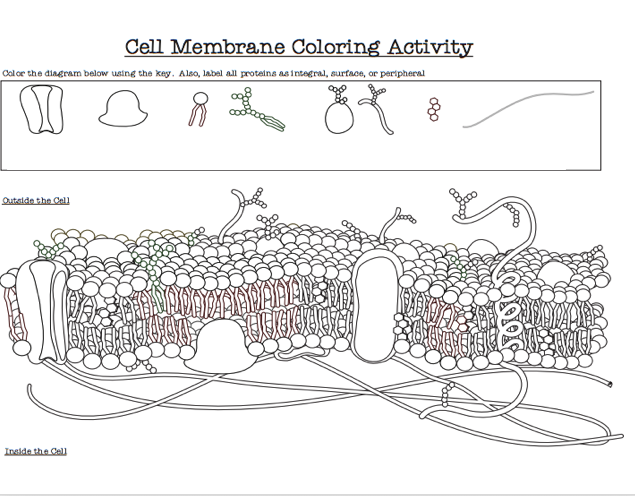 Cell Membrane Coloring Activity
Color the diagram below using the key. Also, label all proteins as integral, surface, or peripheral
Outside the Cell
Inside the Cell